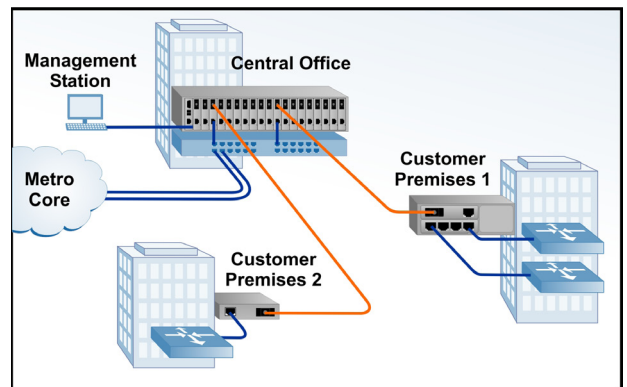 Management
Station
Central Office
Metro
Core
Customer
Premises 1
Customer
Premises 2